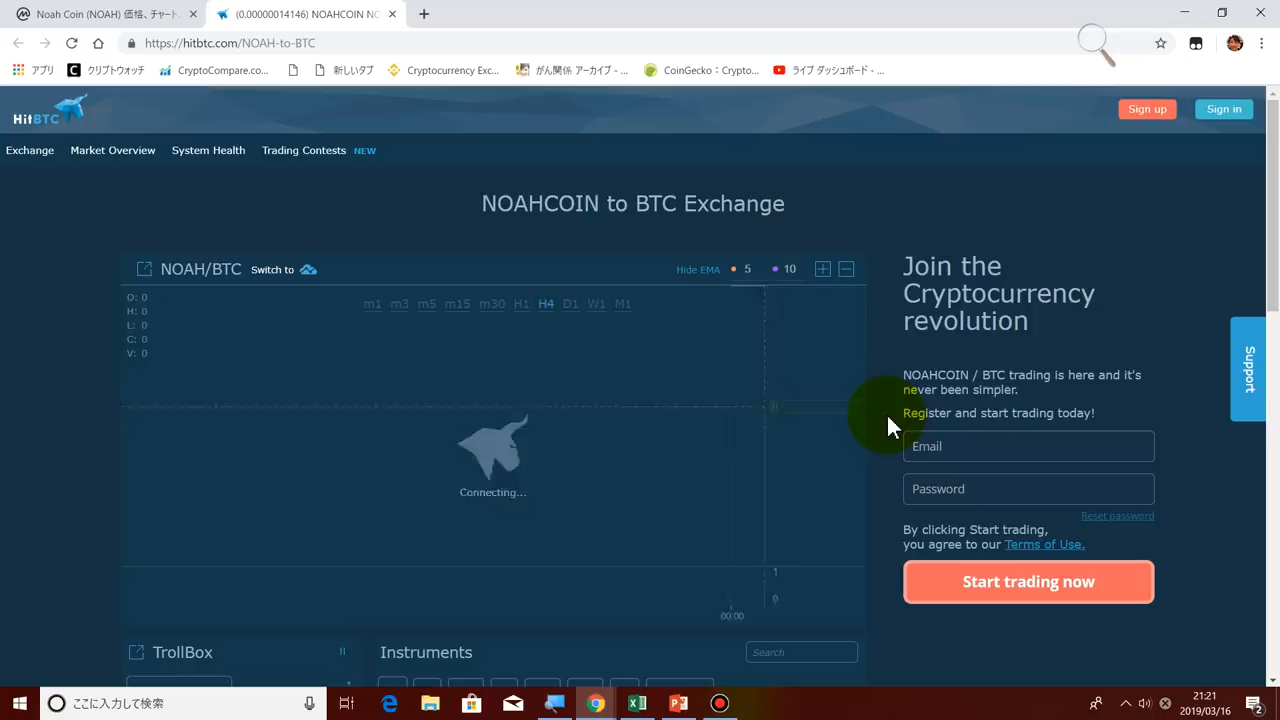 Noah Coin (NOAH) 価格、チャート、
(0.00000014146) NOAHCOIN NC
https://hitbtc.com/NOAH-to-BTC
アプリ
クリプトウォッチ
CryptoCompare.co...
新しいタブ
Cryptocurrency Exc...
がん関係 アーカイブ - ...
CoinGecko：Crypto...
ライブ ダッシュボード - ...
HitBTC
Sign up
Sign in
Exchange
Market Overview
System Health
Trading Contests NEW
NOAHCOIN to BTC Exchange
NOAH/BTC Switch to
Hide EMA 5 10
O: 0
H: 0
L: 0
C: 0
V: 0
m1 m3 m5 m15 m30 H1 H4 D1 W1 M1
Connecting...
1
0
00:00
Join the
Cryptocurrency
revolution
NOAHCOIN / BTC trading is here and it's
never been simpler.
Register and start trading today!
Email
Password
Reset password
By clicking Start trading,
you agree to our Terms of Use.
Start trading now
Support
TrollBox
Instruments
Search
ここに入力して検索
21:21
2019/03/16
2